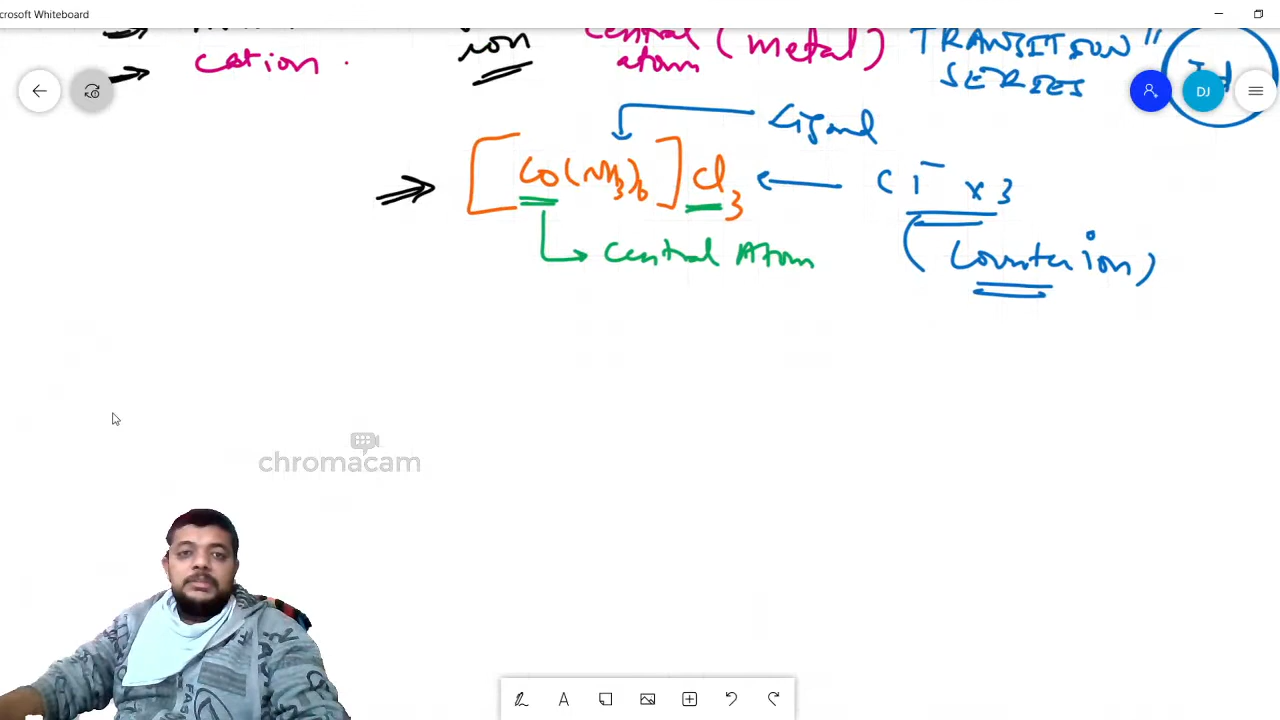 crosoft Whiteboard
ion central (metal) TRANSITION"
cation. atom SERIES
DJ
Ligand
[Co(NH3)6]Cl3 Cl- x 3
Central Atom (Counter ion)
chromacam
A